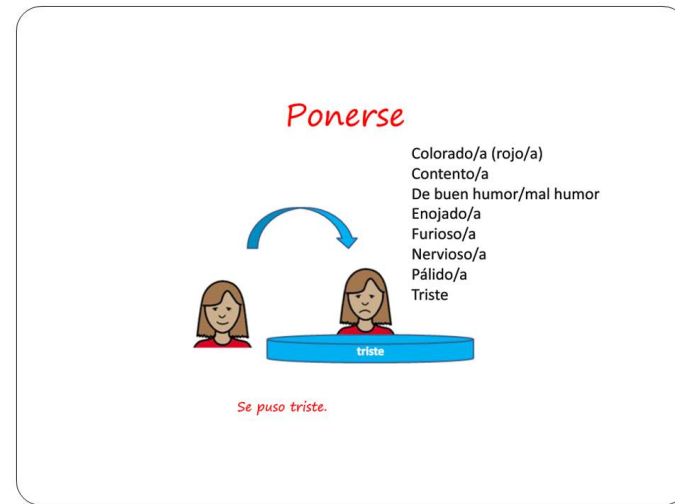 Ponerse
Colorado/a (rojo/a)
Contento/a
De buen humor/mal humor
Enojado/a
Furioso/a
Nervioso/a
Pálido/a
Triste
triste
Se puso triste.